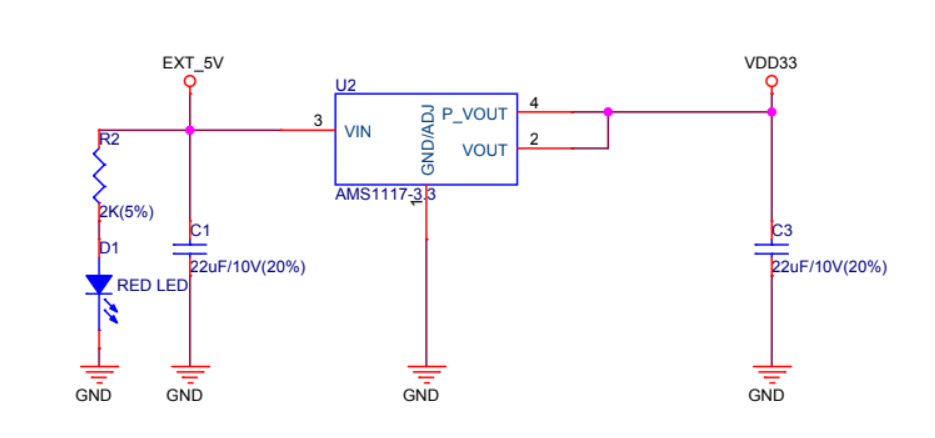 EXT_5V
VDD33
U2
3
VIN
GND/ADJ
P_VOUT
4
VOUT
2
AMS1117-3.3
1
R2
2K(5%)
D1
RED LED
C1
22uF/10V(20%)
C3
22uF/10V(20%)
GND
GND
GND
GND